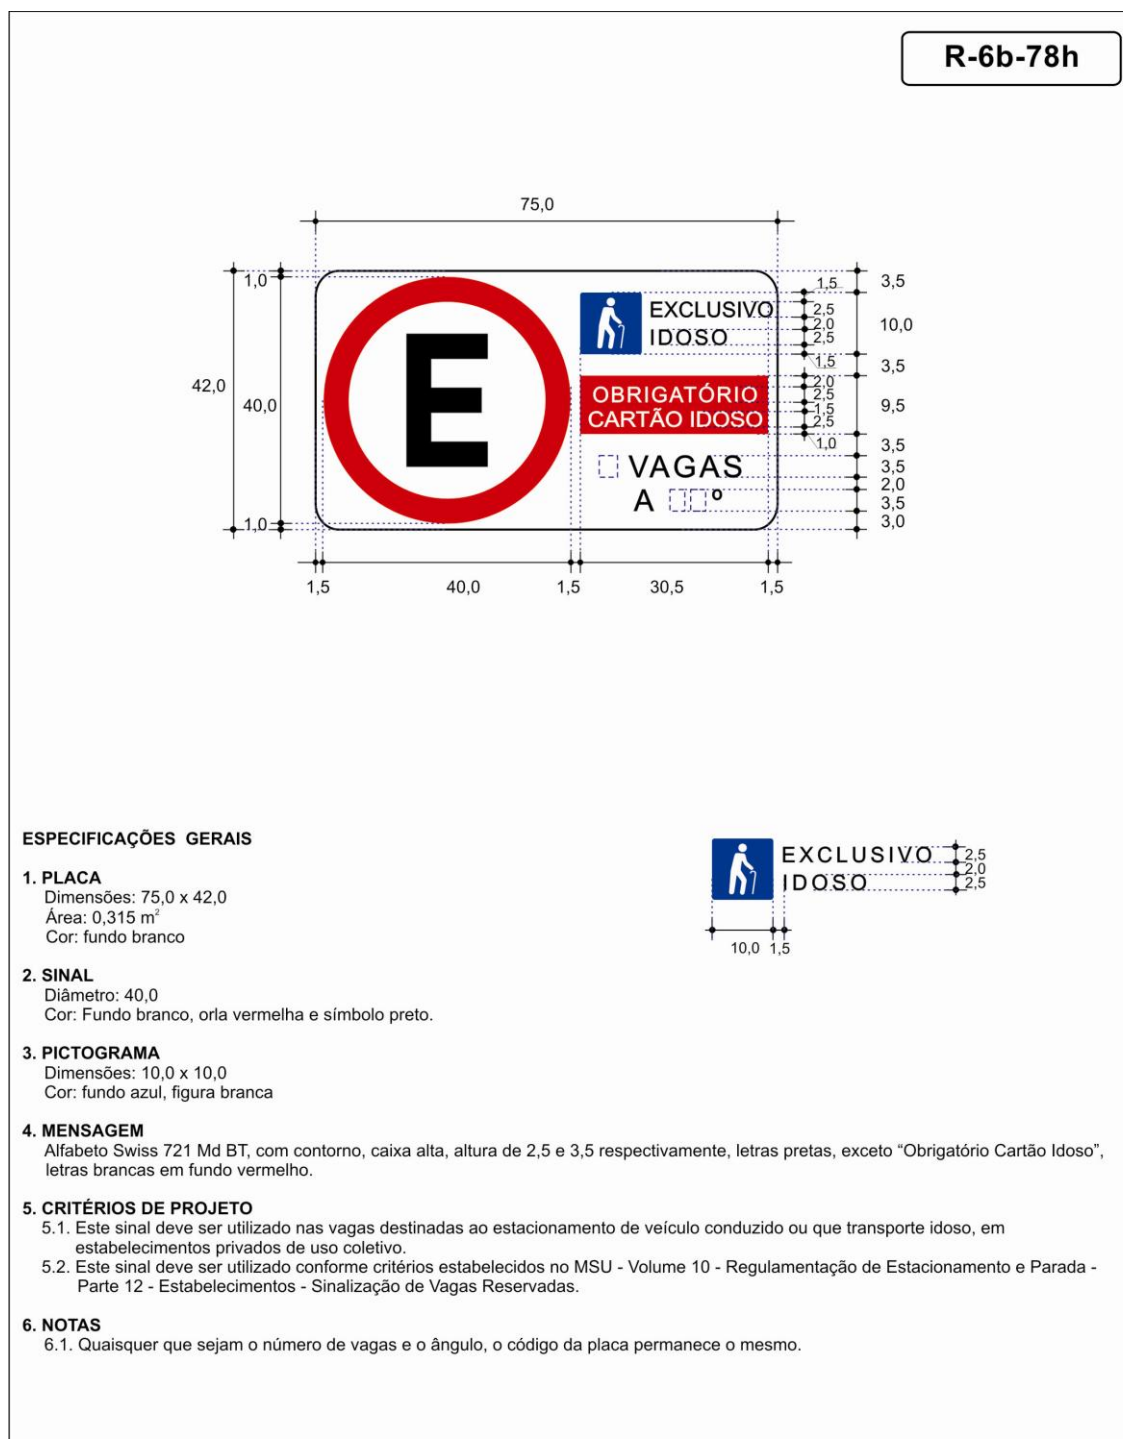 R-6b-78h
75,0
42,0
1,0
40,0
1,0
E
EXCLUSIVO
IDOSO
OBRIGATÓRIO
CARTÃO IDOSO
VAGAS
A º
1,5
2,5
2,0
2,5
1,5
2,0
2,5
1,5
2,5
1,0
3,5
10,0
3,5
9,5
3,5
3,5
2,0
3,5
3,0
1,5 40,0 1,5 30,5 1,5
ESPECIFICAÇÕES GERAIS
1. PLACA
Dimensões: 75,0 x 42,0
Área: 0,315 m²
Cor: fundo branco
EXCLUSIVO
IDOSO
2,5
2,0
2,5
10,0 1,5
2. SINAL
Diâmetro: 40,0
Cor: Fundo branco, orla vermelha e símbolo preto.
3. PICTOGRAMA
Dimensões: 10,0 x 10,0
Cor: fundo azul, figura branca
4. MENSAGEM
Alfabeto Swiss 721 Md BT, com contorno, caixa alta, altura de 2,5 e 3,5 respectivamente, letras pretas, exceto “Obrigatório Cartão Idoso”,
letras brancas em fundo vermelho.
5. CRITÉRIOS DE PROJETO
5.1. Este sinal deve ser utilizado nas vagas destinadas ao estacionamento de veículo conduzido ou que transporte idoso, em
estabelecimentos privados de uso coletivo.
5.2. Este sinal deve ser utilizado conforme critérios estabelecidos no MSU - Volume 10 - Regulamentação de Estacionamento e Parada -
Parte 12 - Estabelecimentos - Sinalização de Vagas Reservadas.
6. NOTAS
6.1. Quaisquer que sejam o número de vagas e o ângulo, o código da placa permanece o mesmo.